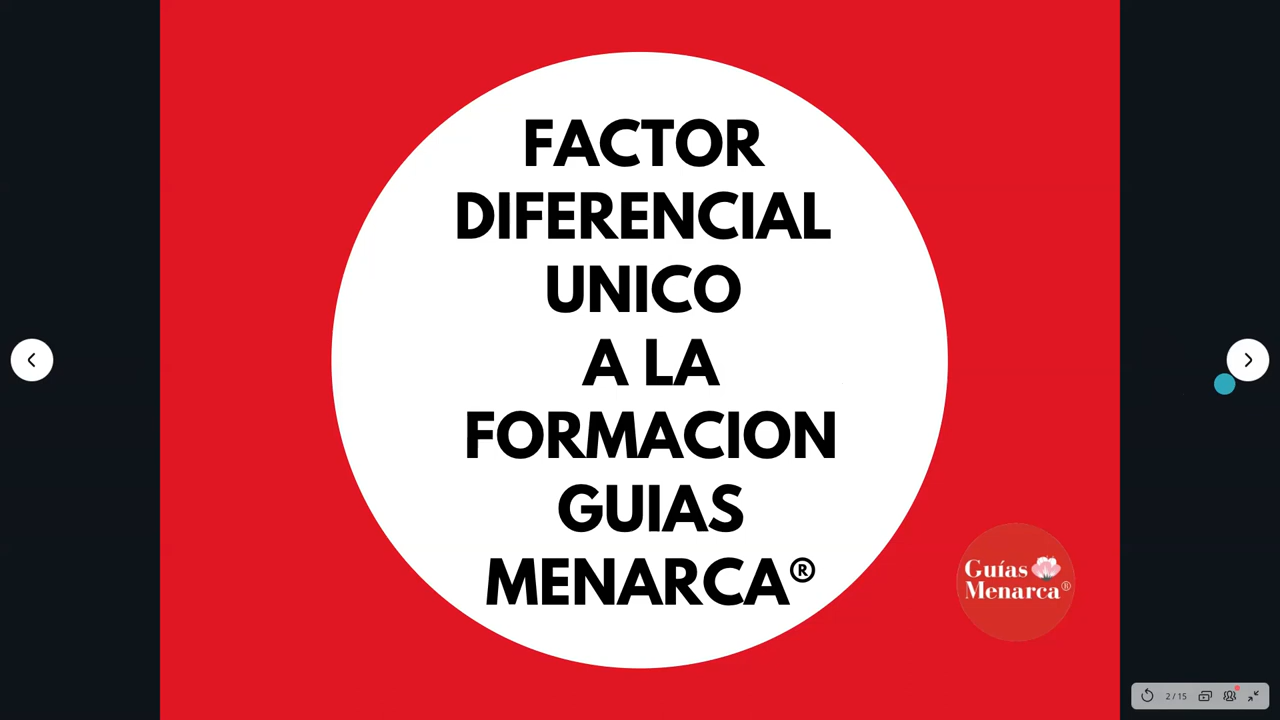 FACTOR
DIFERENCIAL
UNICO
A LA
FORMACION
GUIAS
MENARCA®
Guías
Menarca®
2 / 15